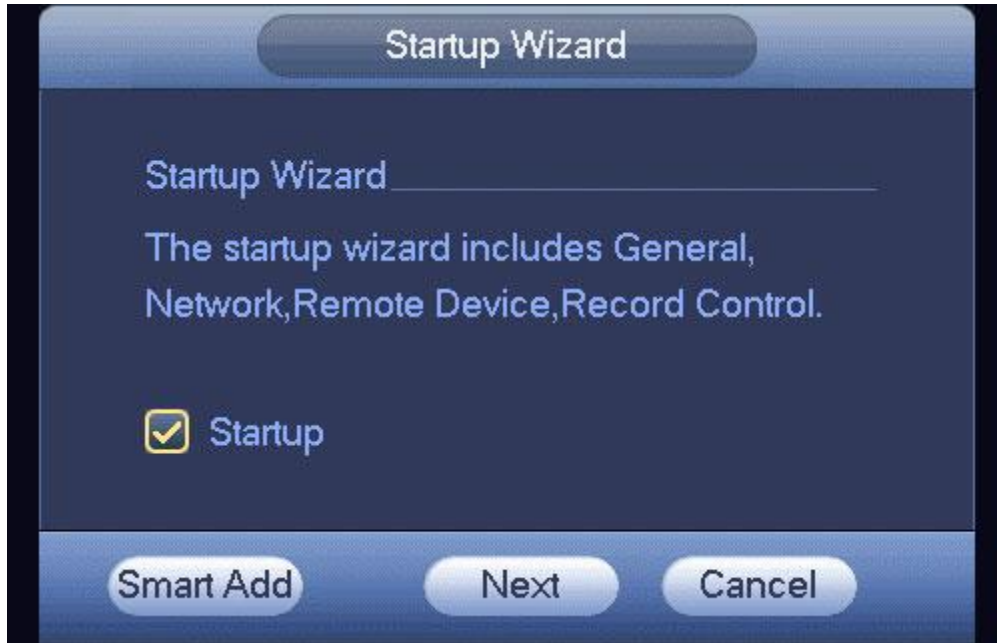 Startup Wizard
Startup Wizard
The startup wizard includes General,
Network,Remote Device,Record Control.
Startup
Smart Add Next Cancel